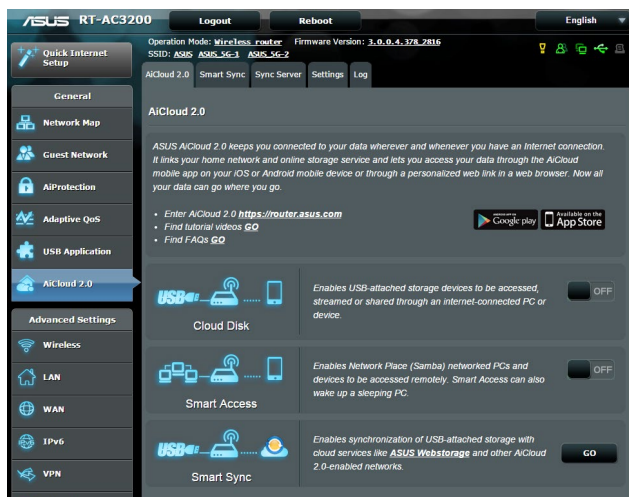 ASUS RT-AC3200 Logout Reboot English
Quick Internet
Setup
General
Network Map
Guest Network
AiProtection
Adaptive QoS
USB Application
AiCloud 2.0
Advanced Settings
Wireless
LAN
WAN
IPv6
VPN
Operation Mode: Wireless router Firmware Version: 3.0.0.4.378_2816
SSID: ASUS ASUS_5G-1 ASUS_5G-2
AiCloud 2.0 Smart Sync Sync Server Settings Log
AiCloud 2.0
ASUS AiCloud 2.0 keeps you connected to your data wherever and whenever you have an Internet connection.
It links your home network and online storage service and lets you access your data through the AiCloud
mobile app on your iOS or Android mobile device or through a personalized web link in a web browser. Now all
your data can go where you go.
• Enter AiCloud 2.0 https://router.asus.com
• Find tutorial videos GO
• Find FAQs GO
Google play
Available on the
App Store
USB
Cloud Disk
Enables USB-attached storage devices to be accessed,
streamed or shared through an internet-connected PC or
device.
OFF
Smart Access
Enables Network Place (Samba) networked PCs and
devices to be accessed remotely. Smart Access can also
wake up a sleeping PC.
OFF
USB
Smart Sync
Enables synchronization of USB-attached storage with
cloud services like ASUS Webstorage and other AiCloud
2.0-enabled networks.
GO